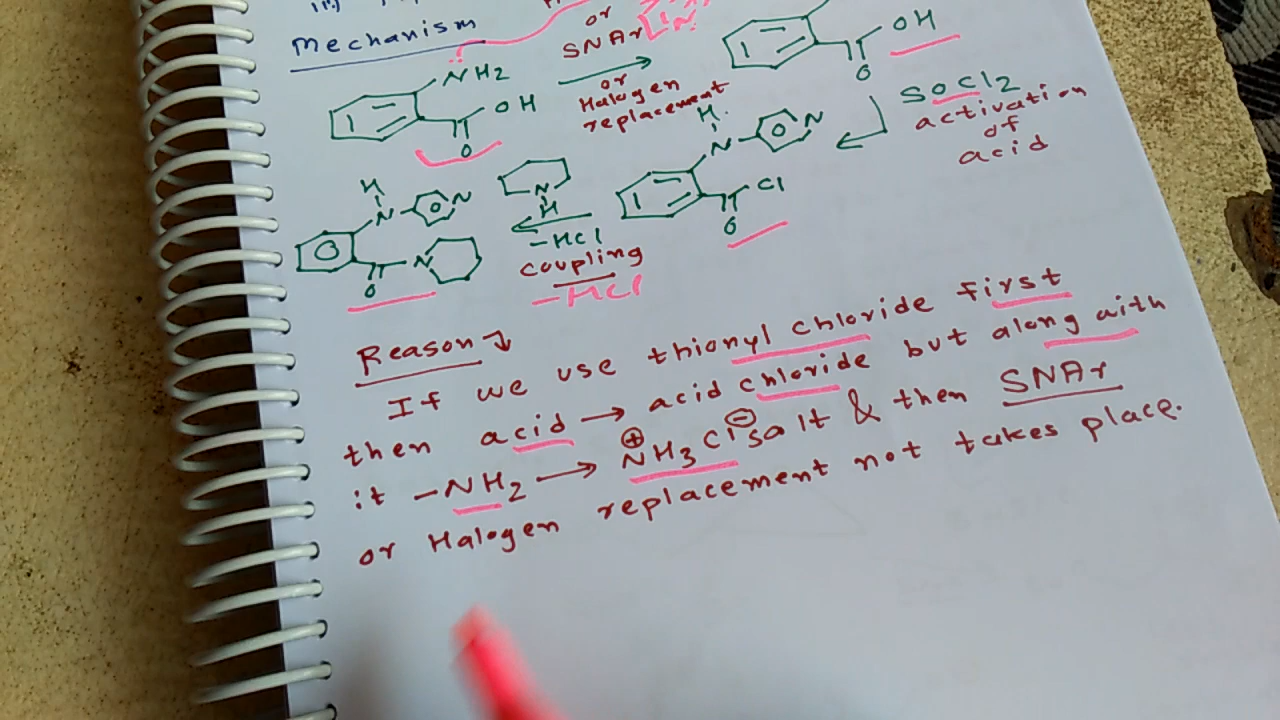 Mechanism
or
SNAr
or
Halogen
replacement
NH2
OH
O
OH
O
SOCl2
activation
of
acid
H
N
N
Cl
O
N
H
-HCl
coupling
-HCl
H
N
N
N
O
Reason
If we use thionyl chloride first
then acid → acid chloride but along with
it -NH2 → ⊕NH3 Cl⊖ salt & then SNAr
or Halogen replacement not takes place.